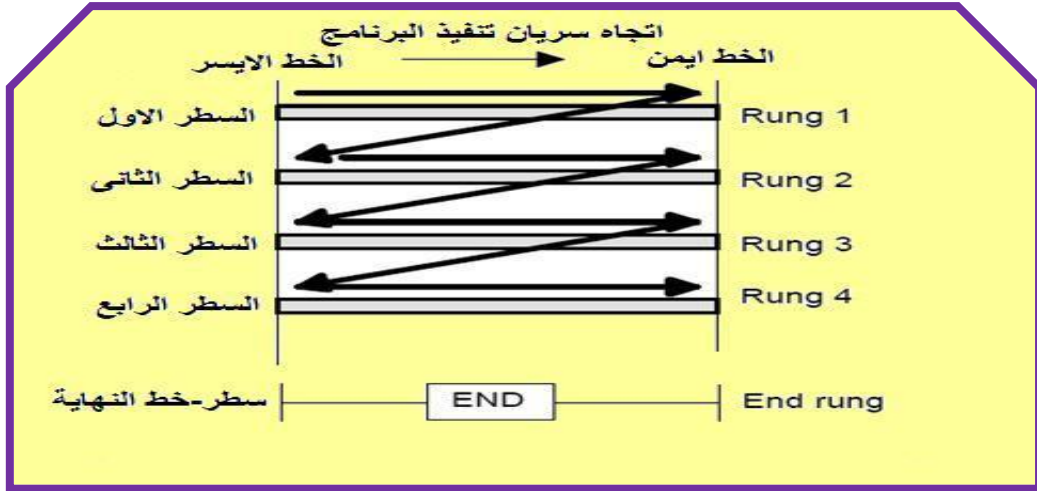 اتجاه سريان تنفيذ البرنامج
الخط ايمن
الخط الايسر
السطر الاول
Rung 1
السطر الثاني
Rung 2
السطر الثالث
Rung 3
السطر الرابع
Rung 4
سطر-خط النهاية
END
End rung